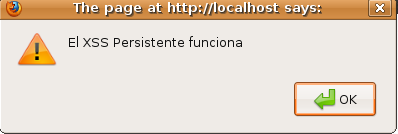 The page at http://localhost says:
El XSS Persistente funciona
OK